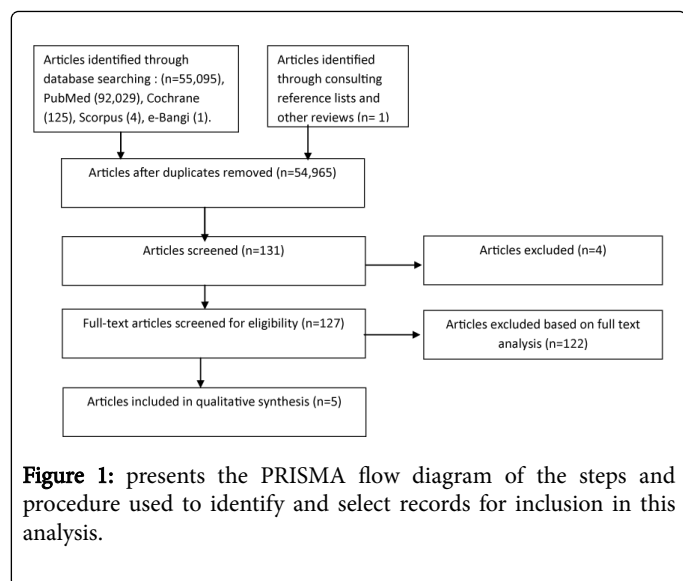 Articles identified through
database searching : (n=55,095),
PubMed (92,029), Cochrane
(125), Scorpus (4), e-Bangi (1).
Articles identified
through consulting
reference lists and
other reviews (n= 1)
Articles after duplicates removed (n=54,965)
Articles screened (n=131)
Articles excluded (n=4)
Full-text articles screened for eligibility (n=127)
Articles excluded based on full text
analysis (n=122)
Articles included in qualitative synthesis (n=5)
Figure 1: presents the PRISMA flow diagram of the steps and
procedure used to identify and select records for inclusion in this
analysis.